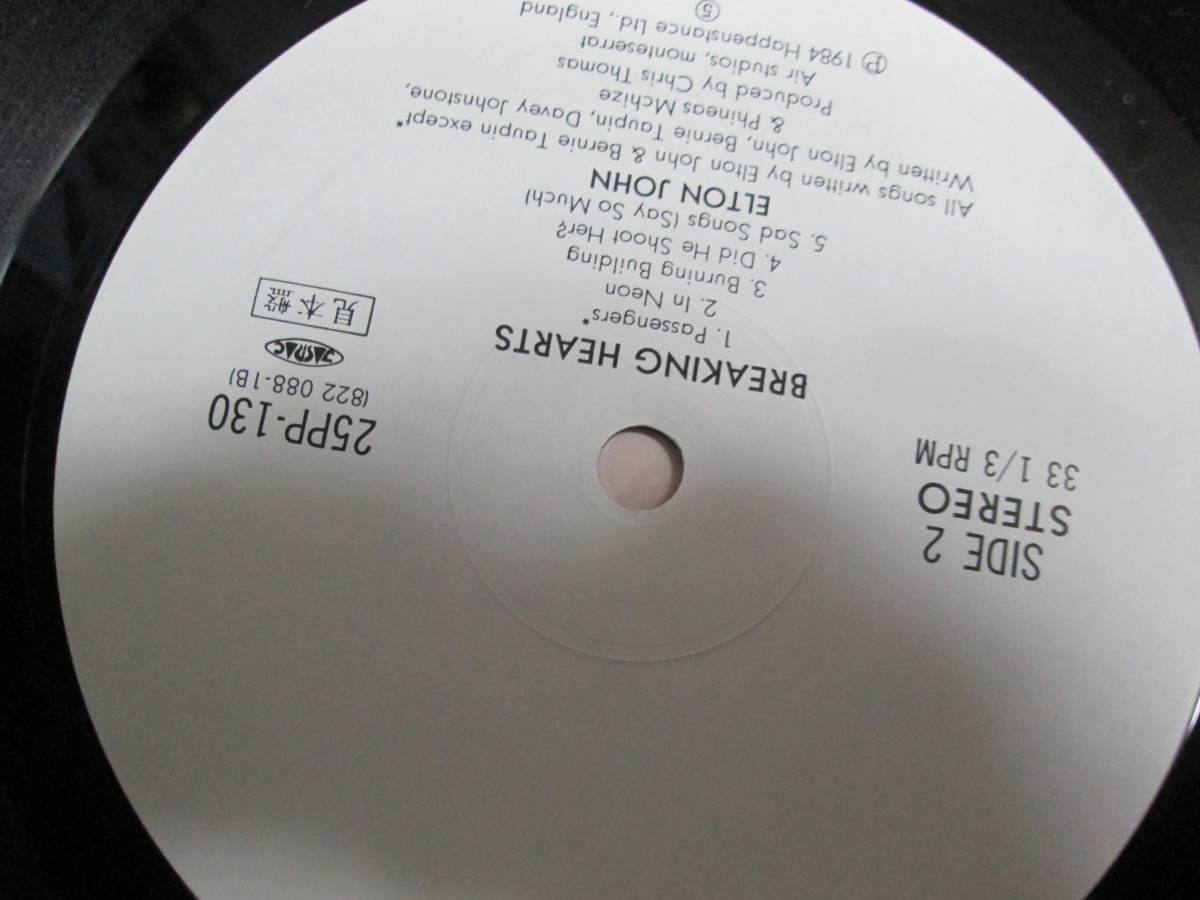 BREAKING HEARTS
1. Passengers*
2. In Neon
3. Burning Building
4. Did He Shoot Her?
5. Sad Songs (Say So Much)
ELTON JOHN
All songs written by Elton John & Bernie Taupin except*
Written by Elton John, Bernie Taupin, Davey Johnstone,
& Phineas Mchize
Produced by Chris Thomas
Air studios, monteserrat
Ⓟ 1984 Happenstance Ltd., England
⑤
SIDE 2
STEREO
33 1/3 RPM
25PP-130
(822 088-1B)
JASRAC
見本盤